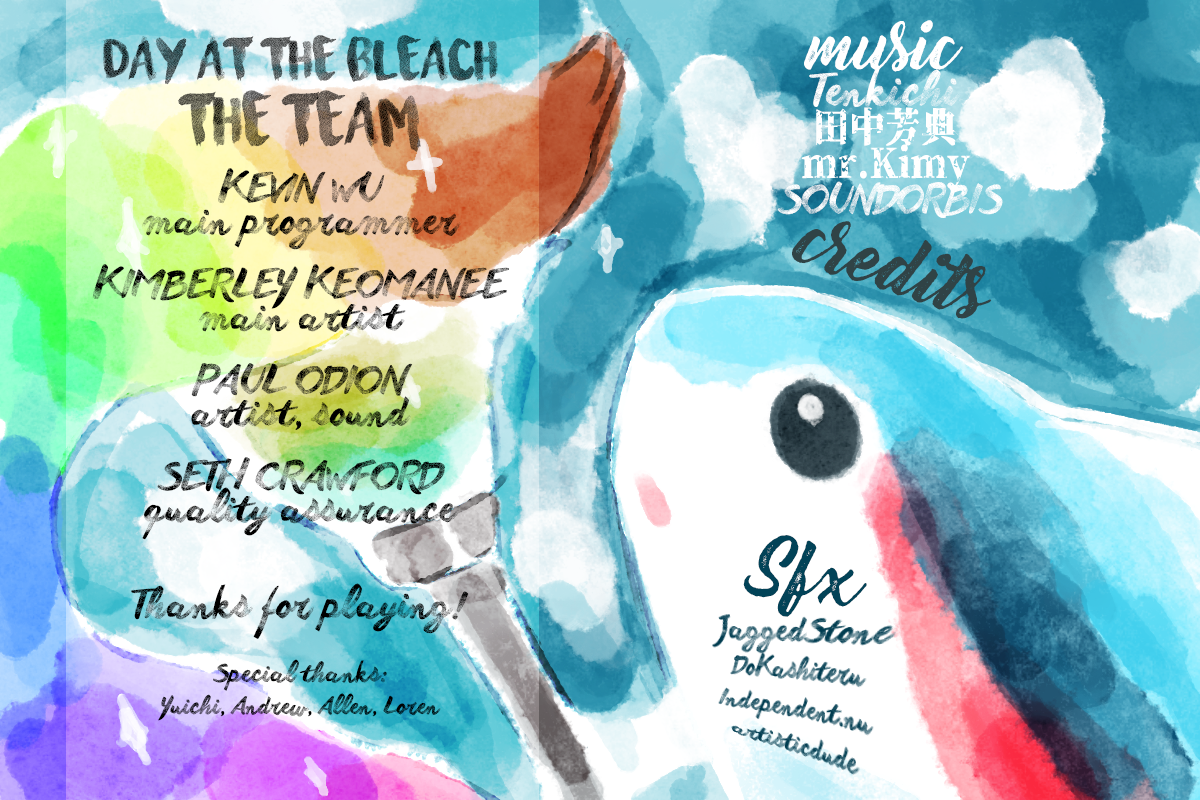 DAY AT THE BLEACH
THE TEAM
KEVIN WU
main programmer
KIMBERLEY KEOMANEE
main artist
PAUL ODION
artist, sound
SETH CRAWFORD
quality assurance
Thanks for playing!
Special thanks:
Yuichi, Andrew, Allen, Loren
music
Tenkichi
田中芳典
mr.Kimv
SOUNDORBIS
credits
Sfx
JaggedStone
DoKashiteru
Independent.nu
artisticdude